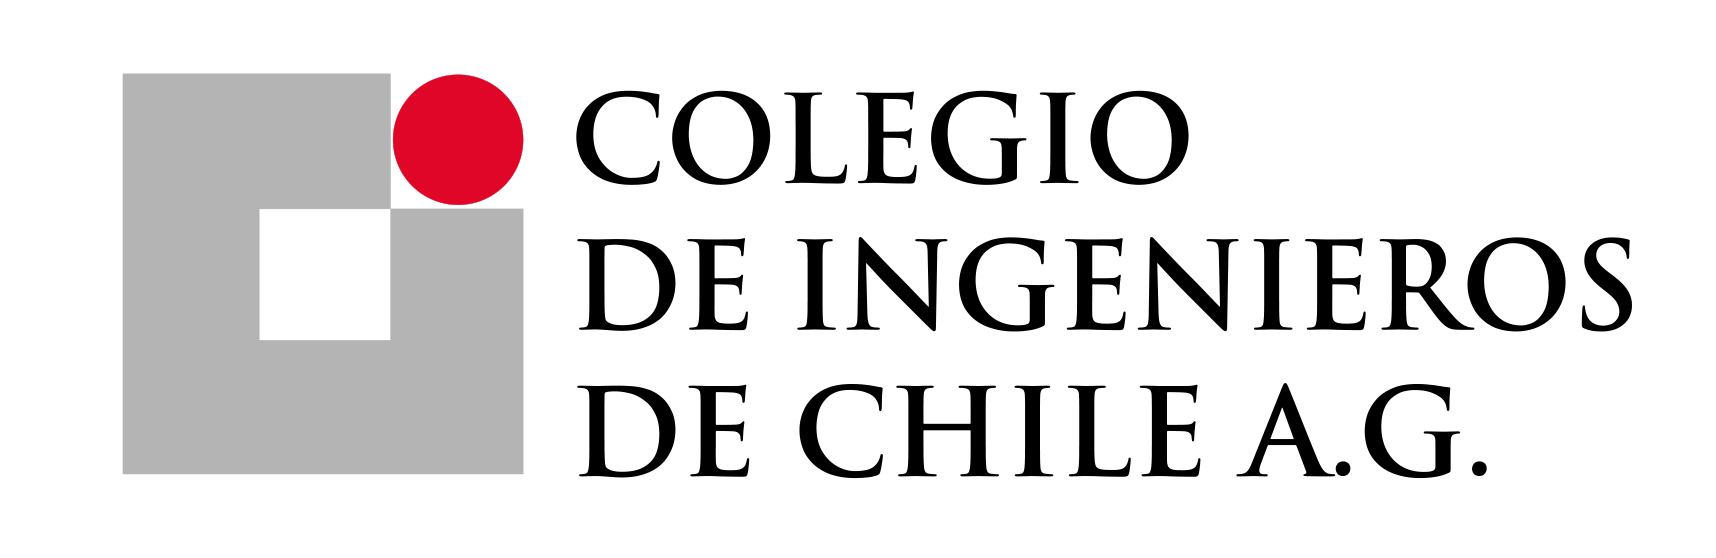 COLEGIO
DE INGENIEROS
DE CHILE A.G.